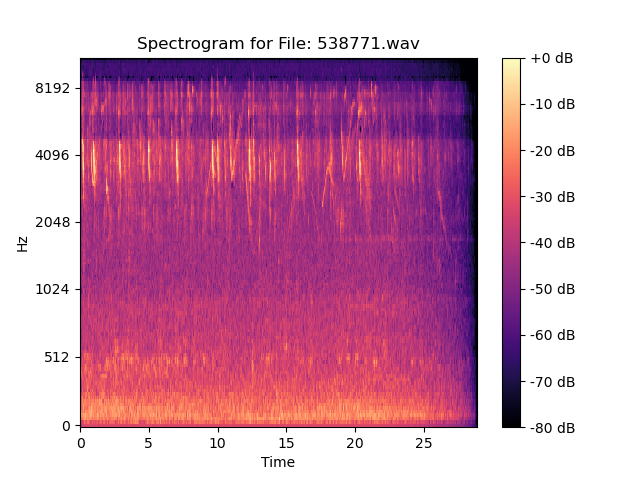 Spectrogram for File: 538771.wav
Hz
8192
4096
2048
1024
512
0
0 5 10 15 20 25
Time
+0 dB
-10 dB
-20 dB
-30 dB
-40 dB
-50 dB
-60 dB
-70 dB
-80 dB